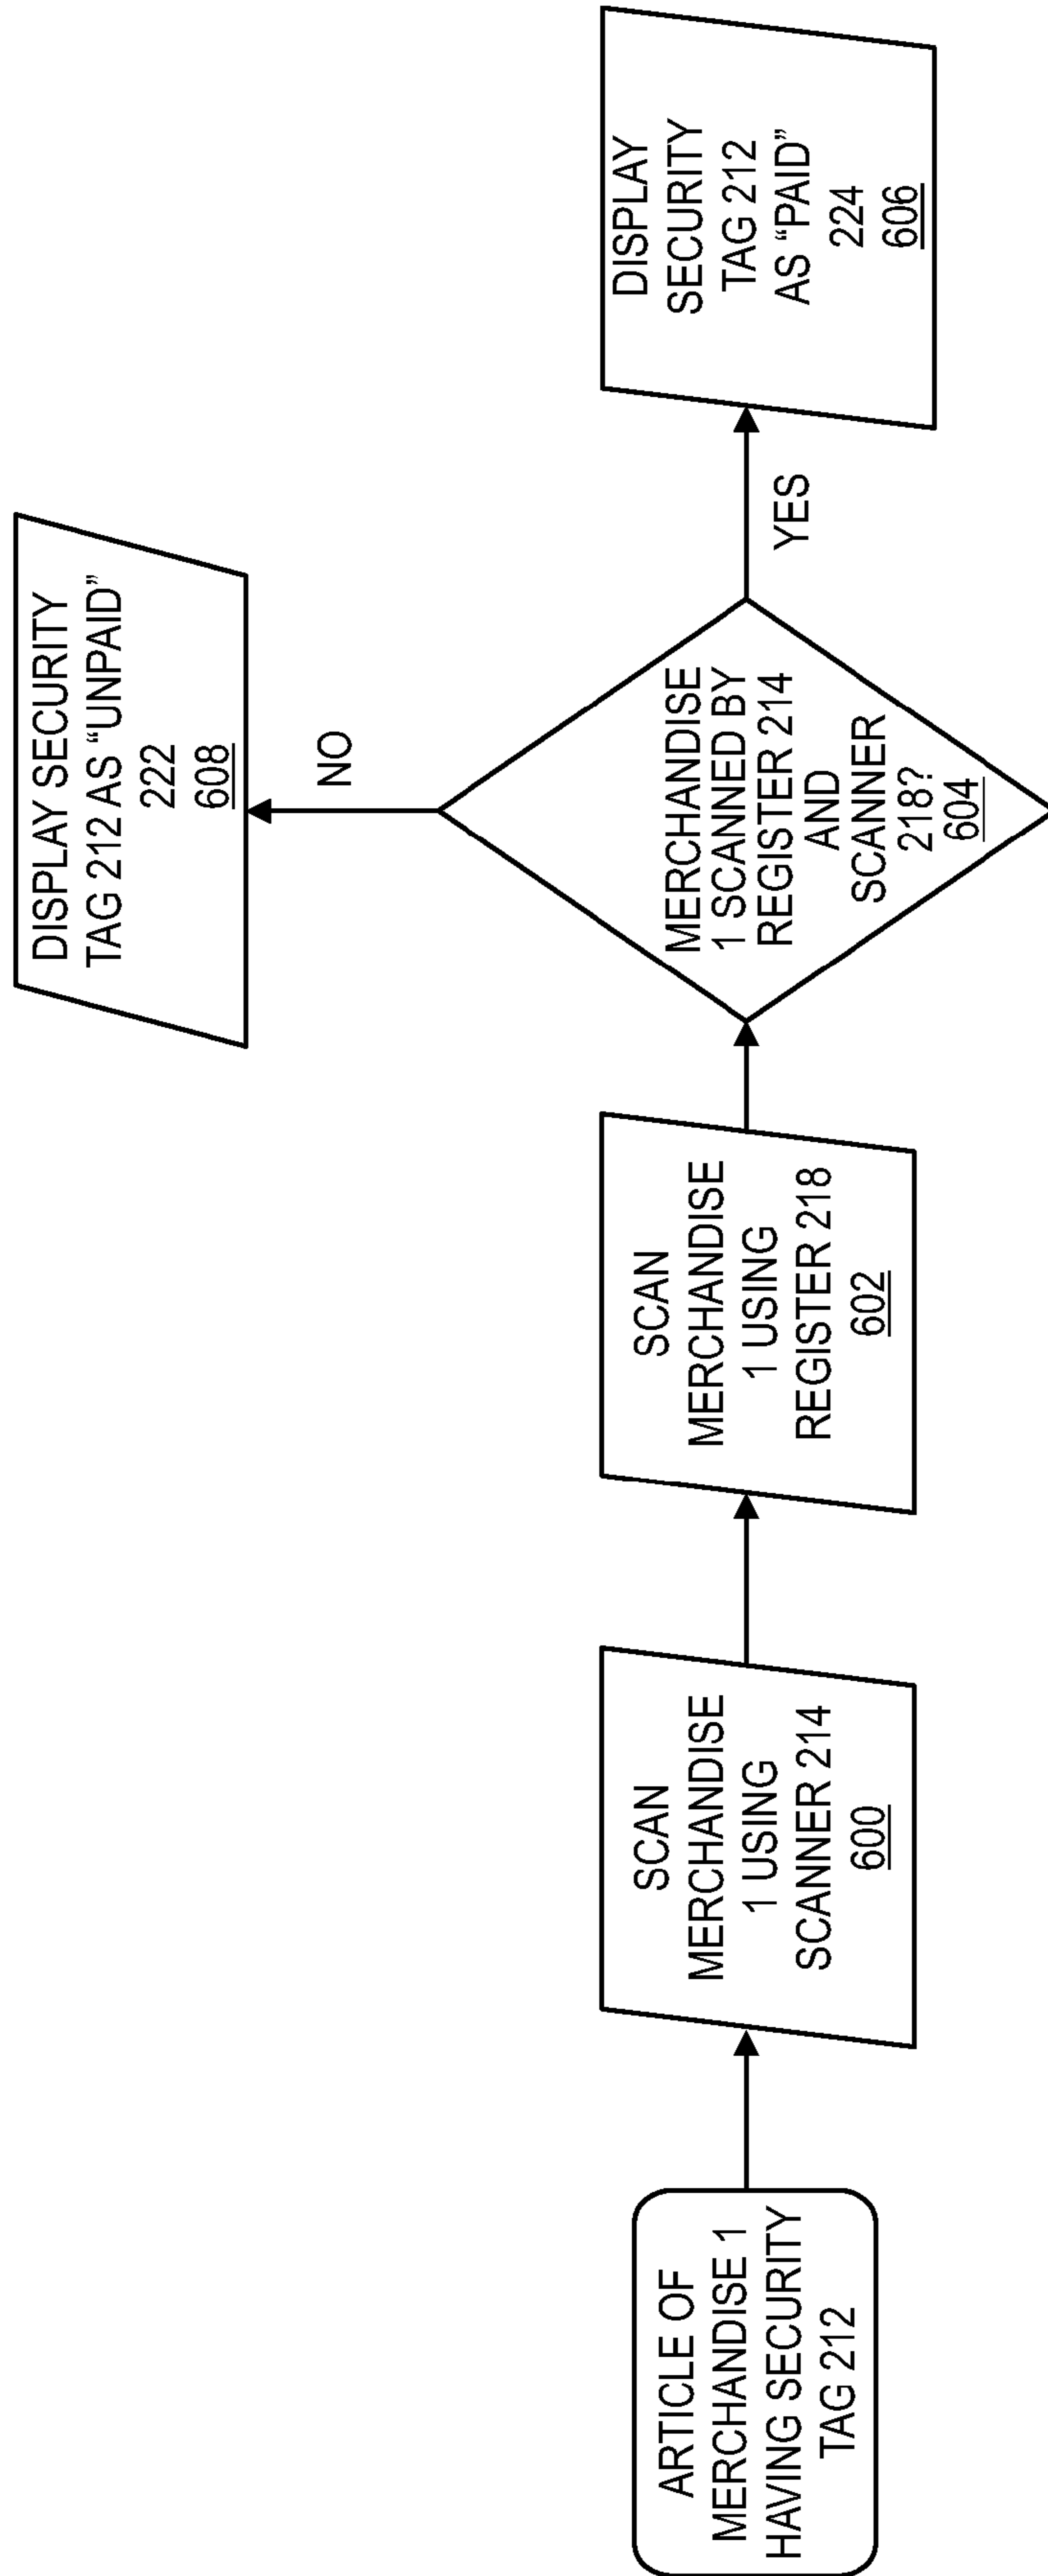 ARTICLE OF
MERCHANDISE 1
HAVING SECURITY
TAG 212
SCAN
MERCHANDISE
1 USING
SCANNER 214
600
SCAN
MERCHANDISE
1 USING
REGISTER 218
602
MERCHANDISE
1 SCANNED BY
REGISTER 214
AND
SCANNER
218?
604
NO
DISPLAY SECURITY
TAG 212 AS “UNPAID”
222
608
YES
DISPLAY
SECURITY
TAG 212
AS “PAID”
224
606